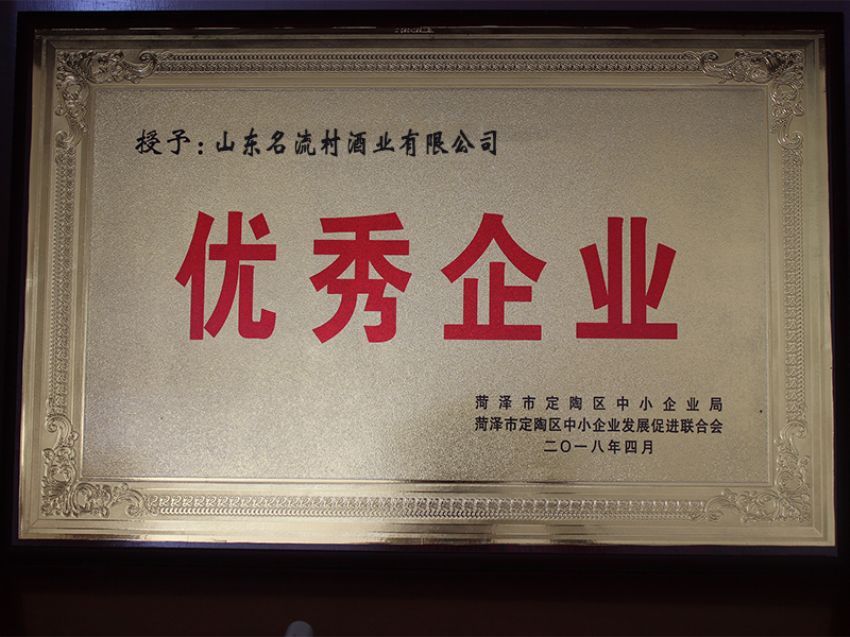 授予：山东名流村酒业有限公司
优秀企业
菏泽市定陶区中小企业局
菏泽市定陶区中小企业发展促进联合会
二〇一八年四月